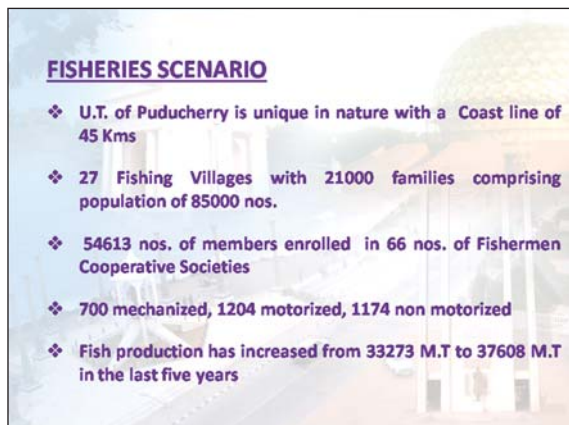 FISHERIES SCENARIO
❖ U.T. of Puducherry is unique in nature with a Coast line of
45 Kms
❖ 27 Fishing Villages with 21000 families comprising
population of 85000 nos.
❖ 54613 nos. of members enrolled in 66 nos. of Fishermen
Cooperative Societies
❖ 700 mechanized, 1204 motorized, 1174 non motorized
❖ Fish production has increased from 33273 M.T to 37608 M.T
in the last five years